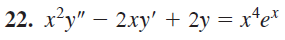 22. x²y″ − 2xy′ + 2y = x⁴eˣ